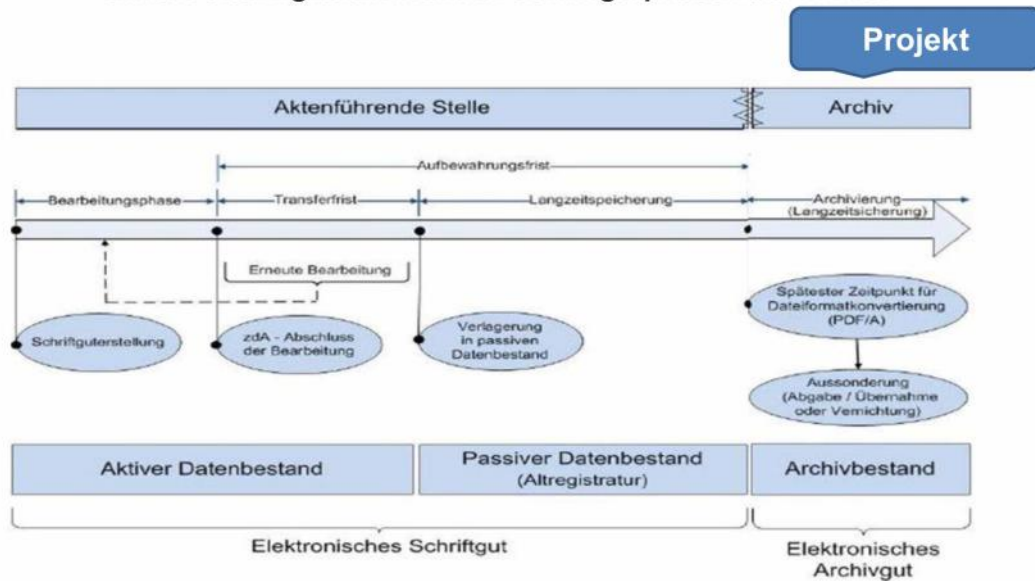 Projekt
Aktenführende Stelle
Archiv
Aufbewahrungsfrist
Bearbeitungsphase
Transferfrist
Langzeitspeicherung
Archivierung
(Langzeitsicherung)
Erneute Bearbeitung
Schriftguterstellung
zdA - Abschluss
der Bearbeitung
Verlagerung
in passiven
Datenbestand
Spätester Zeitpunkt für
Dateiformatkonvertierung
(PDF/A)
Aussonderung
(Abgabe / Übernahme
oder Vernichtung)
Aktiver Datenbestand
Passiver Datenbestand
(Altregistratur)
Archivbestand
Elektronisches Schriftgut
Elektronisches
Archivgut